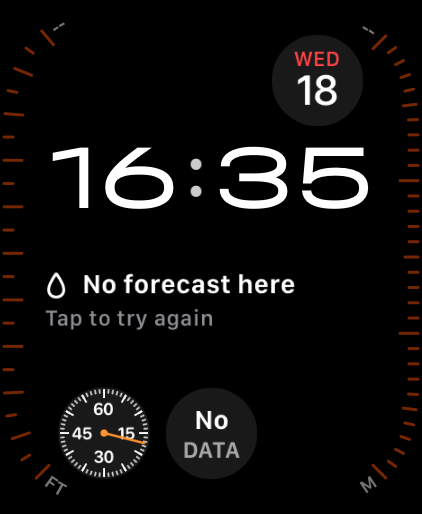 --
--
WED
18
16:35
No forecast here
Tap to try again
60
45
15
30
No
DATA
FT
M